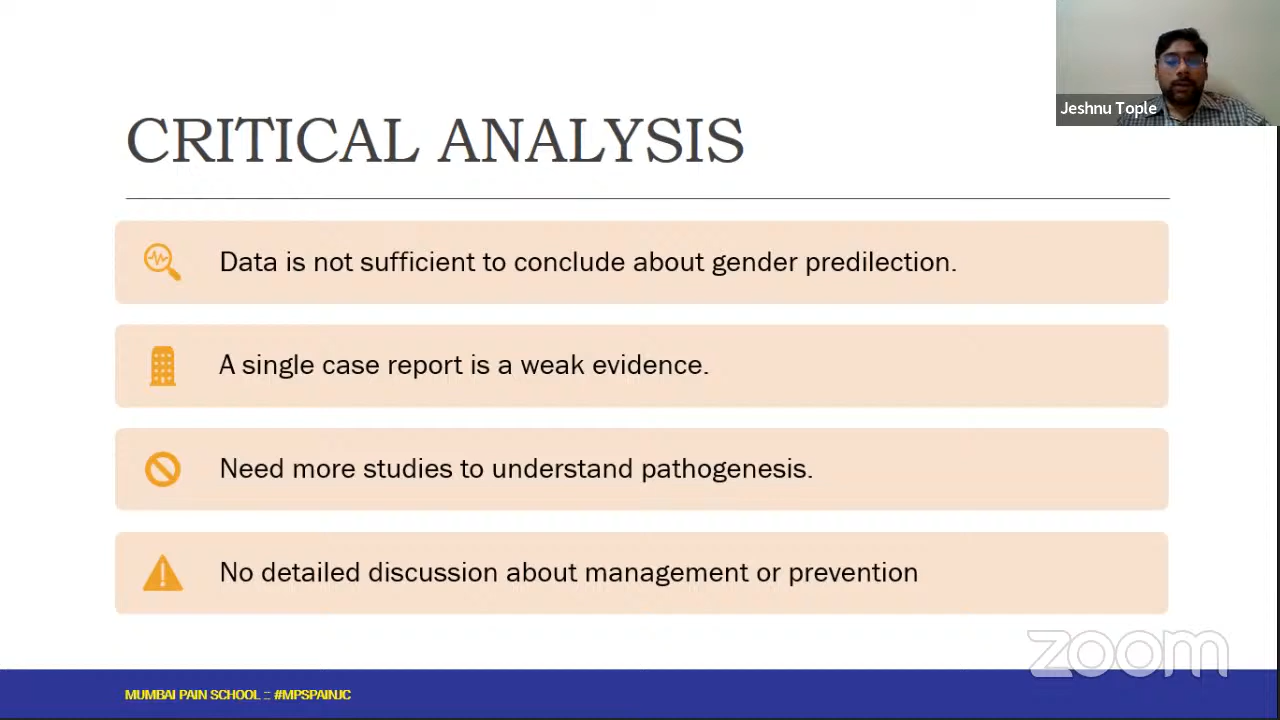 Jeshnu Tople
CRITICAL ANALYSIS
Data is not sufficient to conclude about gender predilection.
A single case report is a weak evidence.
Need more studies to understand pathogenesis.
No detailed discussion about management or prevention
zoom
MUMBAI PAIN SCHOOL :: #MPSPAINJC